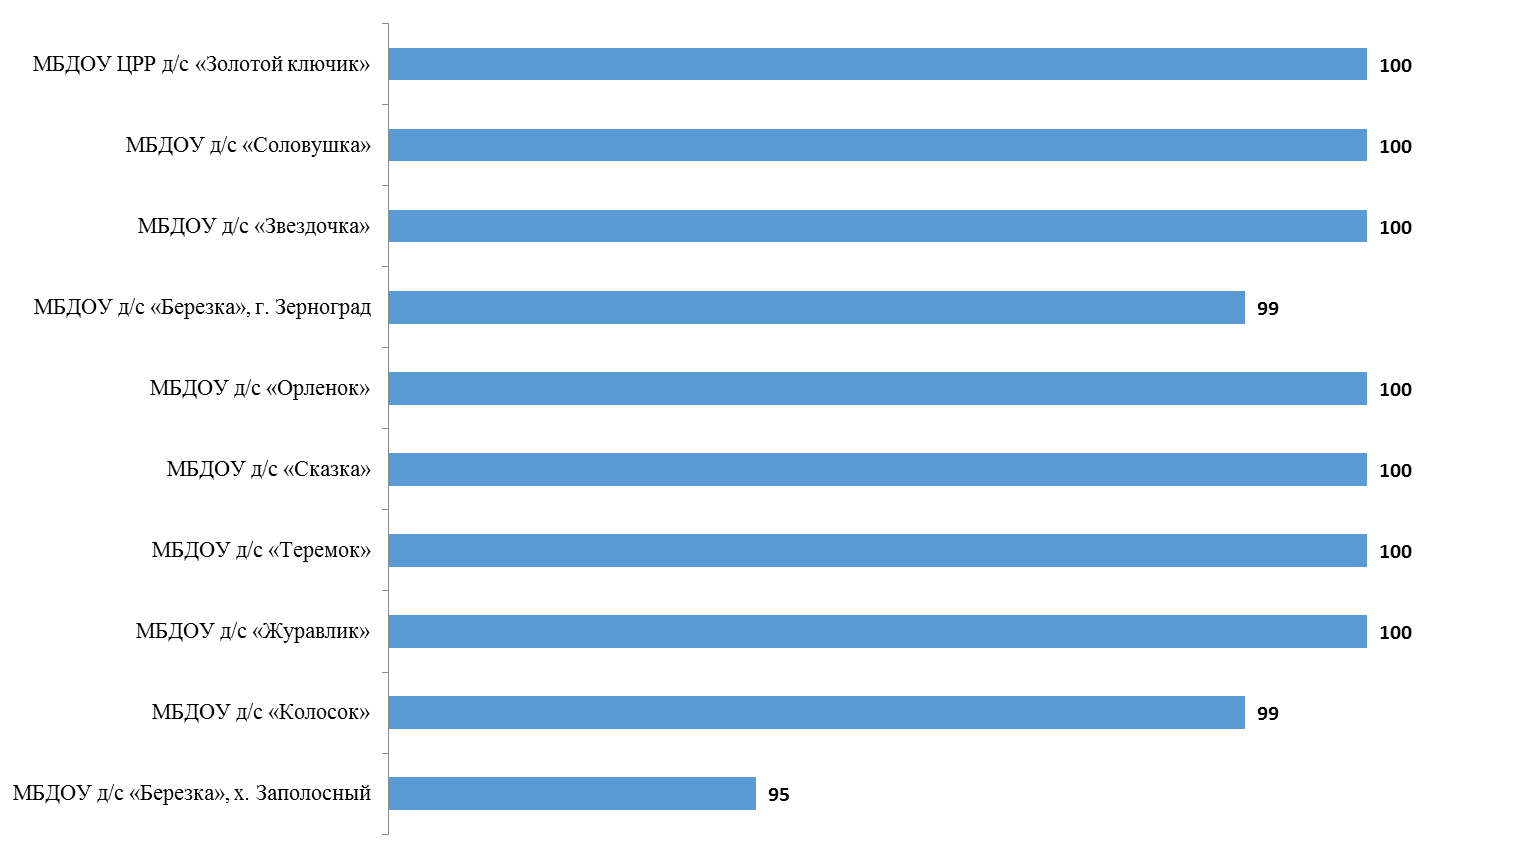 МБДОУ ЦРР д/с «Золотой ключик» 100
МБДОУ д/с «Соловушка» 100
МБДОУ д/с «Звездочка» 100
МБДОУ д/с «Березка», г. Зерноград 99
МБДОУ д/с «Орленок» 100
МБДОУ д/с «Сказка» 100
МБДОУ д/с «Теремок» 100
МБДОУ д/с «Журавлик» 100
МБДОУ д/с «Колосок» 99
МБДОУ д/с «Березка», х. Заполосный 95